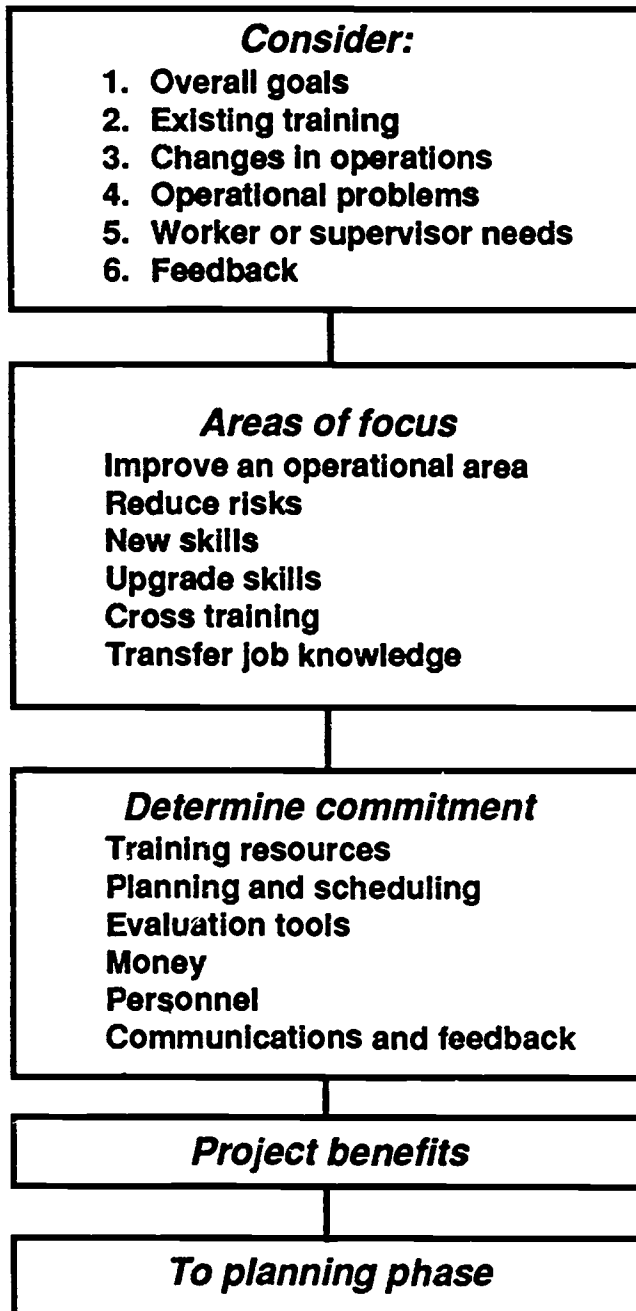 Consider:
1. Overall goals
2. Existing training
3. Changes in operations
4. Operational problems
5. Worker or supervisor needs
6. Feedback
Areas of focus
Improve an operational area
Reduce risks
New skills
Upgrade skills
Cross training
Transfer job knowledge
Determine commitment
Training resources
Planning and scheduling
Evaluation tools
Money
Personnel
Communications and feedback
Project benefits
To planning phase